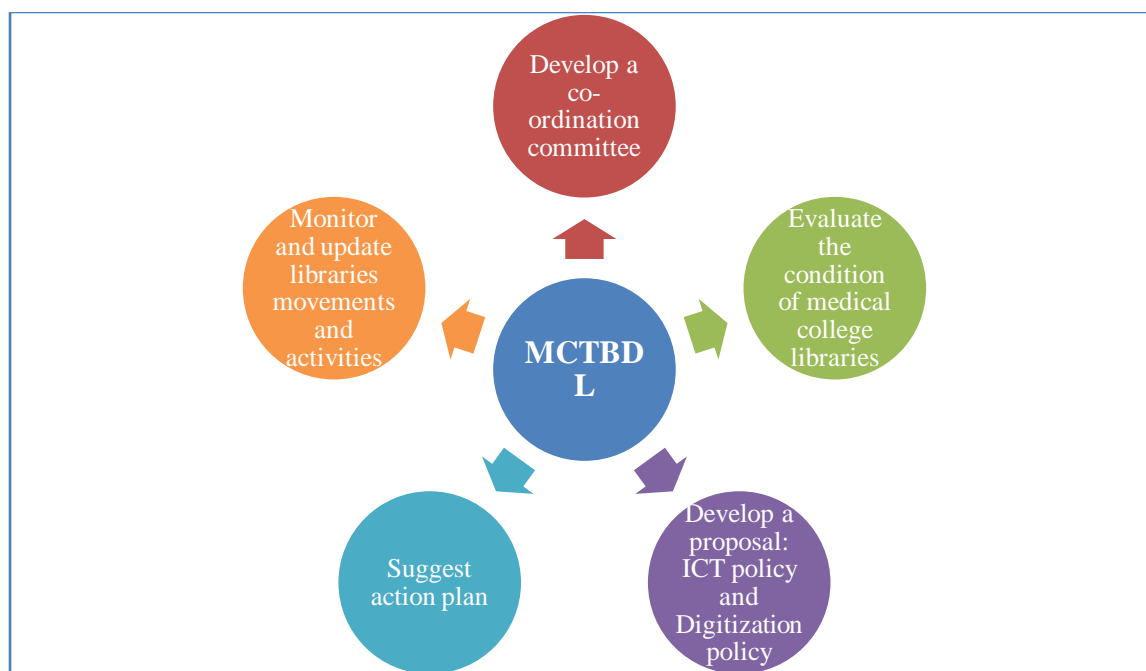 Develop a
co-
ordination
committee
Evaluate
the
condition
of medical
college
libraries
Develop a
proposal:
ICT policy
and
Digitization
policy
Suggest
action plan
Monitor
and update
libraries
movements
and
activities
MCTBD
L